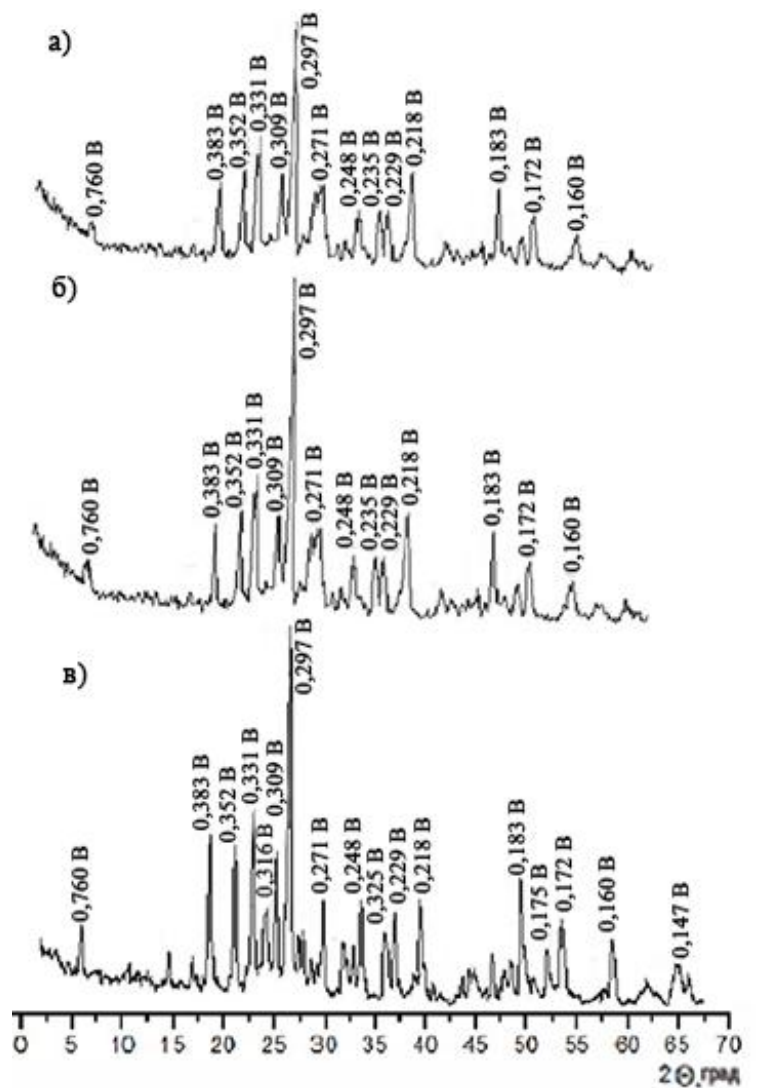 а)
0,760 В
0,383 В
0,352 В
0,331 В
0,309 В
0,297 В
0,271 В
0,248 В
0,235 В
0,229 В
0,218 В
0,183 В
0,172 В
0,160 В
б)
0,760 В
0,383 В
0,352 В
0,331 В
0,309 В
0,297 В
0,271 В
0,248 В
0,235 В
0,229 В
0,218 В
0,183 В
0,172 В
0,160 В
в)
0,760 В
0,383 В
0,352 В
0,331 В
0,316 В
0,309 В
0,297 В
0,271 В
0,248 В
0,325 В
0,229 В
0,218 В
0,183 В
0,175 В
0,172 В
0,160 В
0,147 В
0 5 10 15 20 25 30 35 40 45 50 55 60 65 70
2 Θ, град